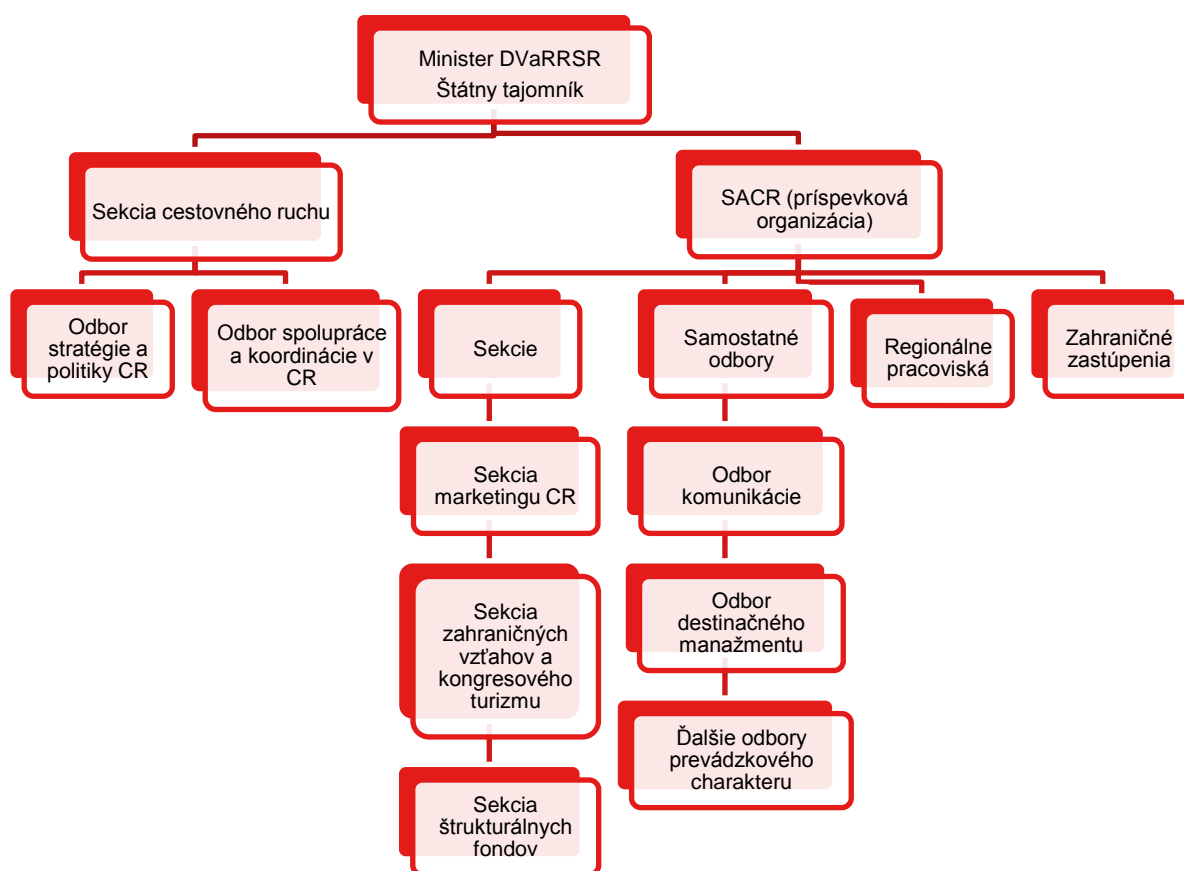 Minister DVaRRSR
Štátny tajomník
Sekcia cestovného ruchu
SACR (príspevková
organizácia)
Odbor
stratégie a
politiky CR
Odbor spolupráce
a koordinácie v
CR
Sekcie
Samostatné
odbory
Regionálne
pracoviská
Zahraničné
zastúpenia
Sekcia
marketingu CR
Odbor
komunikácie
Sekcia
zahraničných
vzťahov a
kongresového
turizmu
Odbor
destinačného
manažmentu
Ďalšie odbory
prevádzkového
charakteru
Sekcia
štrukturálnych
fondov